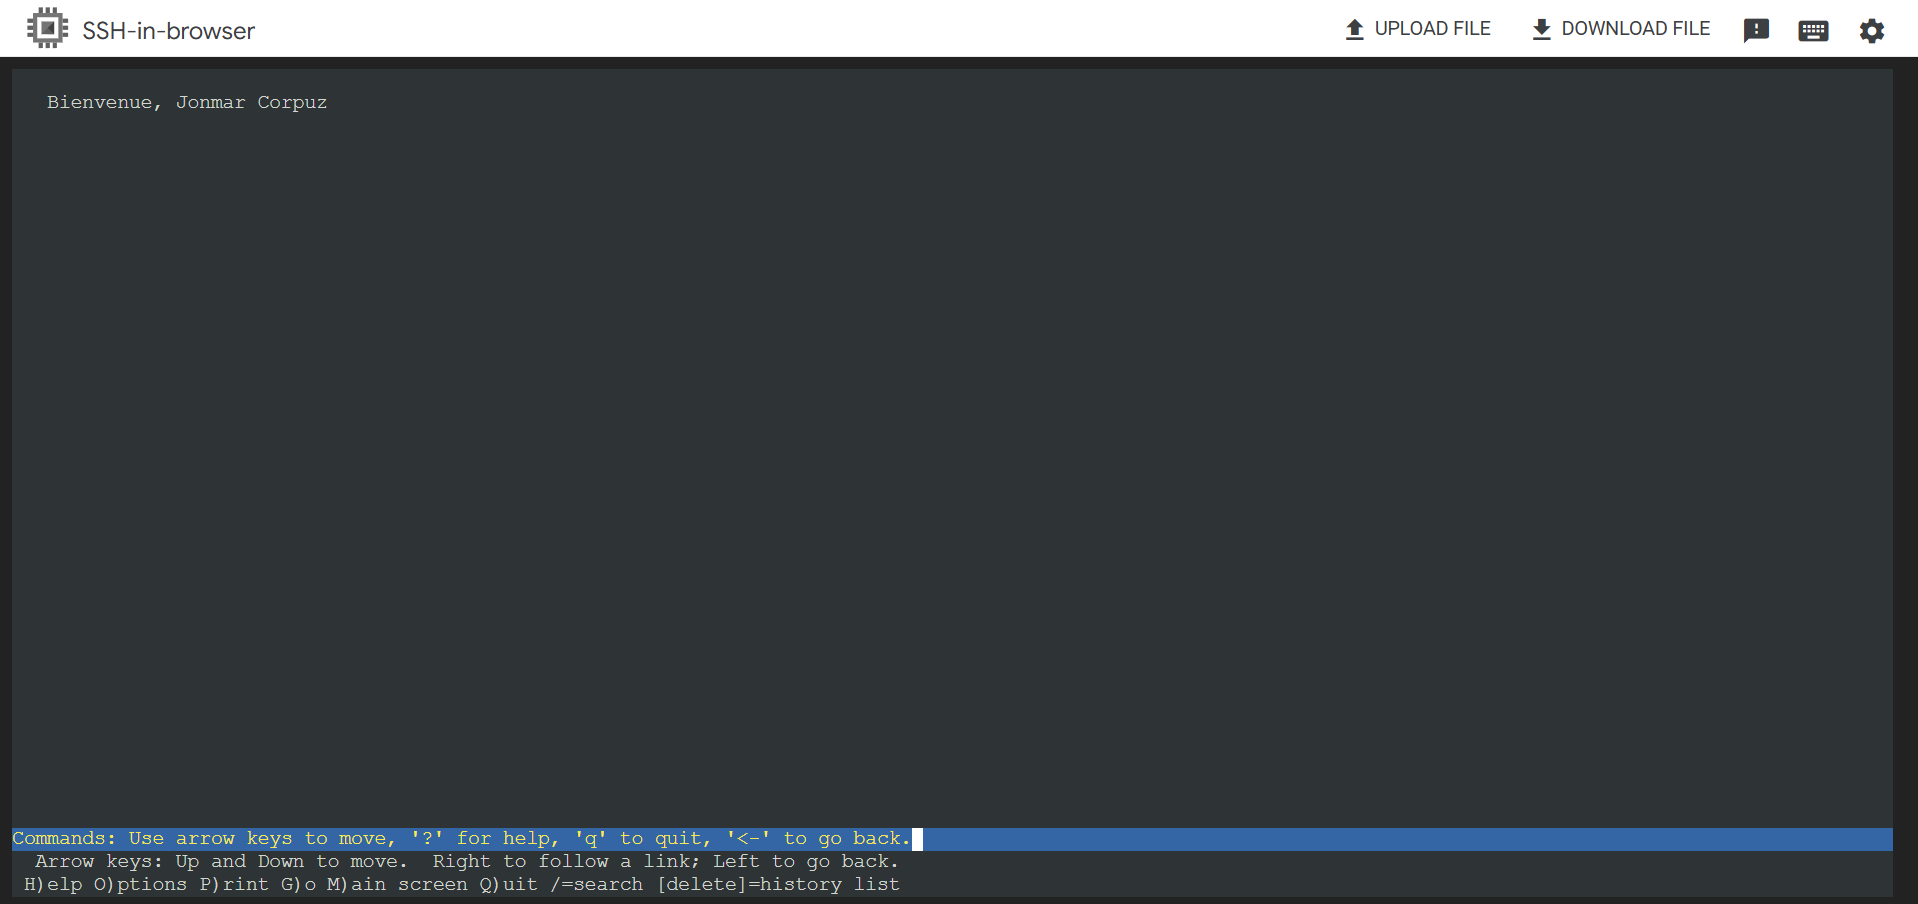 SSH-in-browser
UPLOAD FILE
DOWNLOAD FILE
Bienvenue, Jonmar Corpuz
Commands: Use arrow keys to move, '?' for help, 'q' to quit, '<-' to go back.
Arrow keys: Up and Down to move.  Right to follow a link; Left to go back.
H)elp O)ptions P)rint G)o M)ain screen Q)uit /=search [delete]=history list